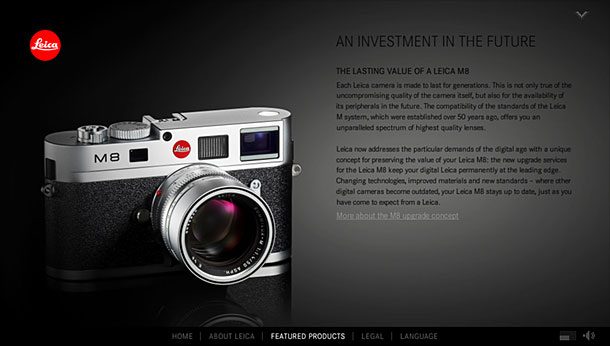 Leica
AN INVESTMENT IN THE FUTURE
THE LASTING VALUE OF A LEICA M8
Each Leica camera is made to last for generations. This is not only true of the
uncompromising quality of the camera itself, but also for the availability of
its peripherals in the future. The compatibility of the standards of the Leica
M system, which were established over 50 years ago, offers you an
unparalleled spectrum of highest quality lenses.
Leica now addresses the particular demands of the digital age with a unique
concept for preserving the value of your Leica M8: the new upgrade services
for the Leica M8 keep your digital Leica permanently at the leading edge.
Changing technologies, improved materials and new standards – where other
digital cameras become outdated, your Leica M8 stays up to date, just as you
have come to expect from a Leica.
More about the M8 upgrade concept
M8
Leica
HOME | ABOUT LEICA | FEATURED PRODUCTS | LEGAL | LANGUAGE